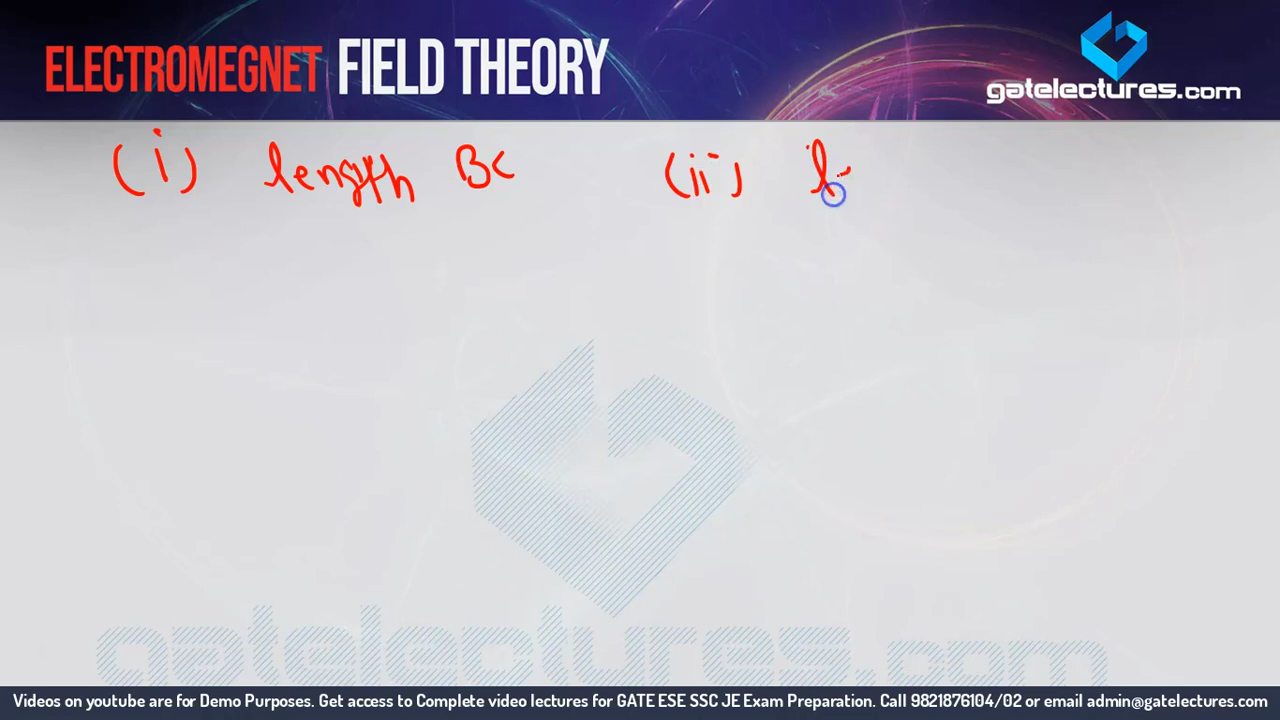 ELECTROMEGNET FIELD THEORY
gatelectures.com
(i) length BC (ii) l
gatelectures.com
Videos on youtube are for Demo Purposes. Get access to Complete video lectures for GATE ESE SSC JE Exam Preparation. Call 9821876104/02 or email admin@gatelectures.com